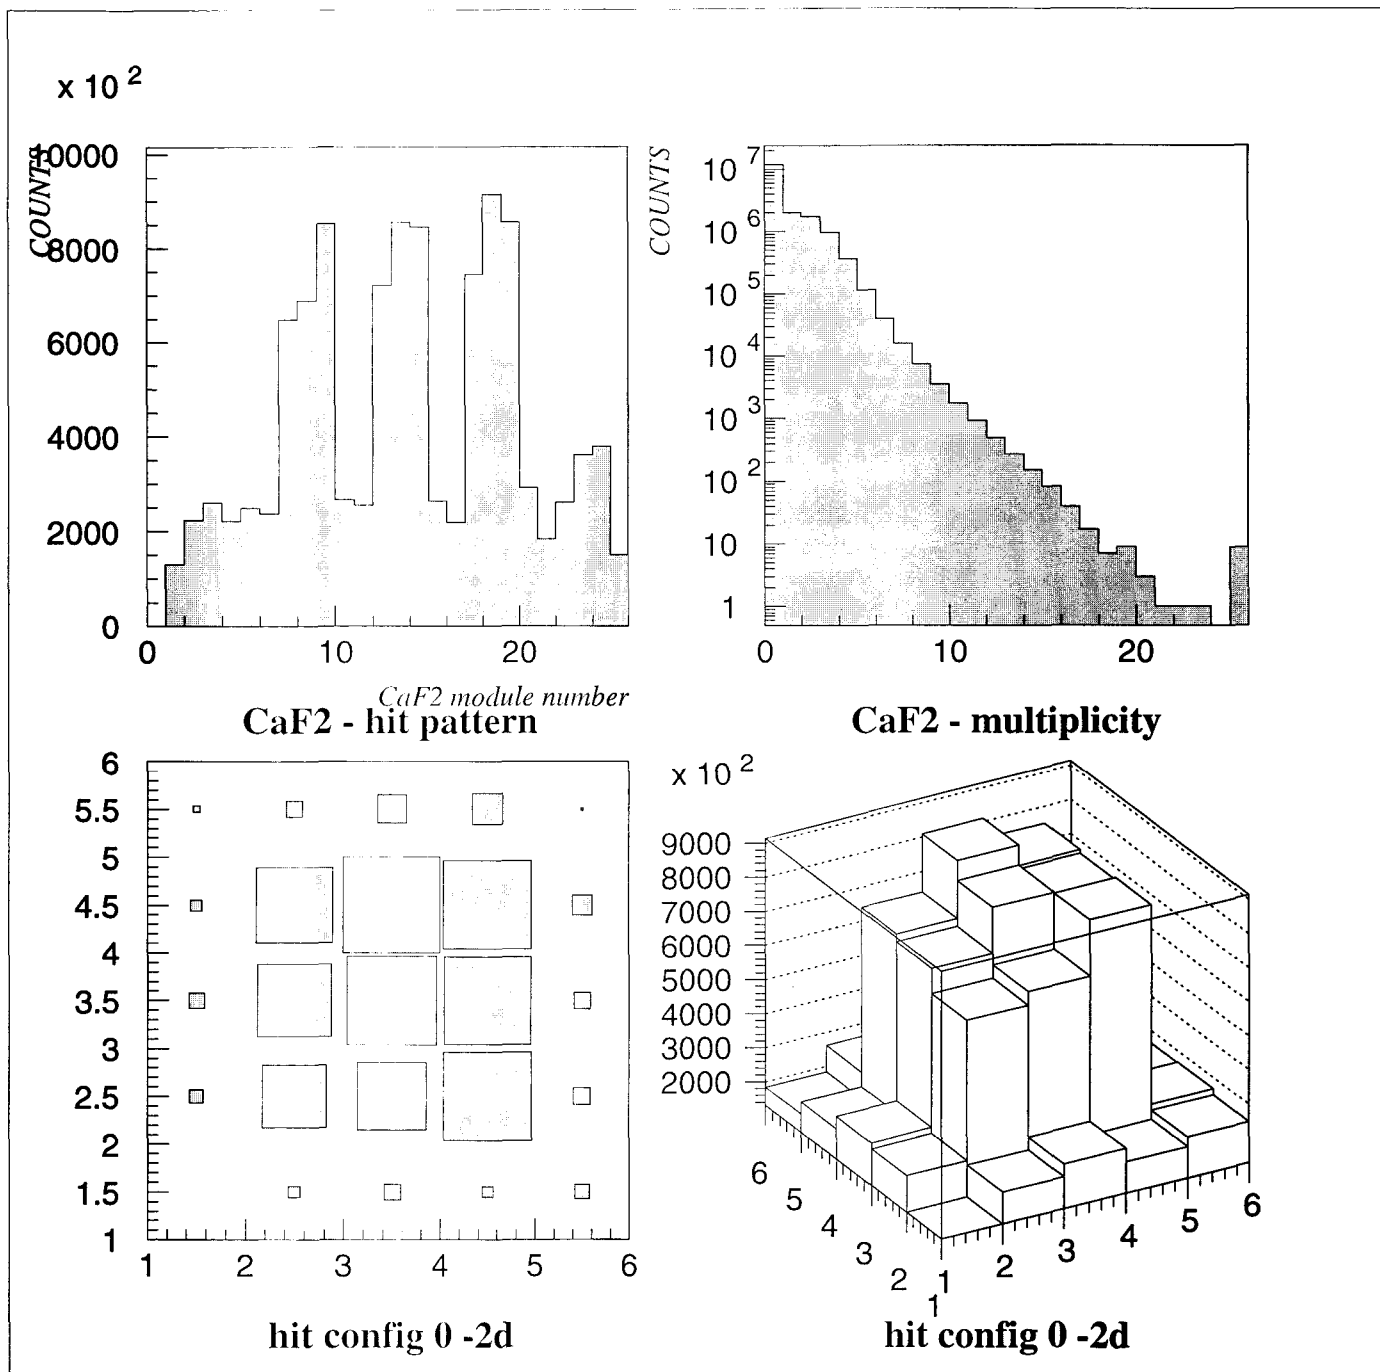 x 10 2
COUNTS
10000
8000
6000
4000
2000
0
0 10 20
CaF2 module number
CaF2 - hit pattern
COUNTS
10 7
10 6
10 5
10 4
10 3
10 2
10
1
0 10 20
CaF2 - multiplicity
6
5.5
5
4.5
4
3.5
3
2.5
2
1.5
1
1 2 3 4 5 6
hit config 0 -2d
x 10 2
9000
8000
7000
6000
5000
4000
3000
2000
6 5 4 3 2 1
1 2 3 4 5 6
hit config 0 -2d